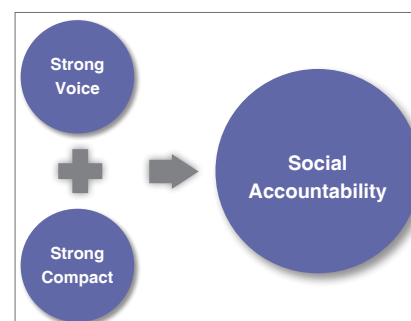 Strong
Voice
Social
Accountability
Strong
Compact